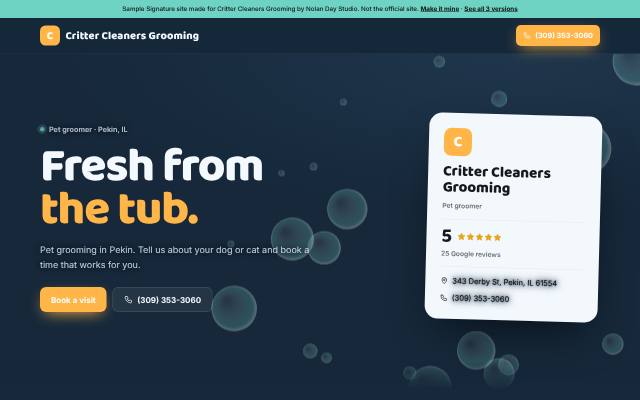 Sample Signature site made for Critter Cleaners Grooming by Nolan Day Studio. Not the official site. Make it mine · See all 3 versions
C Critter Cleaners Grooming
(309) 353-3060
Pet groomer · Pekin, IL
Fresh from
the tub.
Pet grooming in Pekin. Tell us about your dog or cat and book a
time that works for you.
Book a visit
(309) 353-3060
C
Critter Cleaners
Grooming
Pet groomer
5 ★★★★★
25 Google reviews
343 Derby St, Pekin, IL 61554
(309) 353-3060